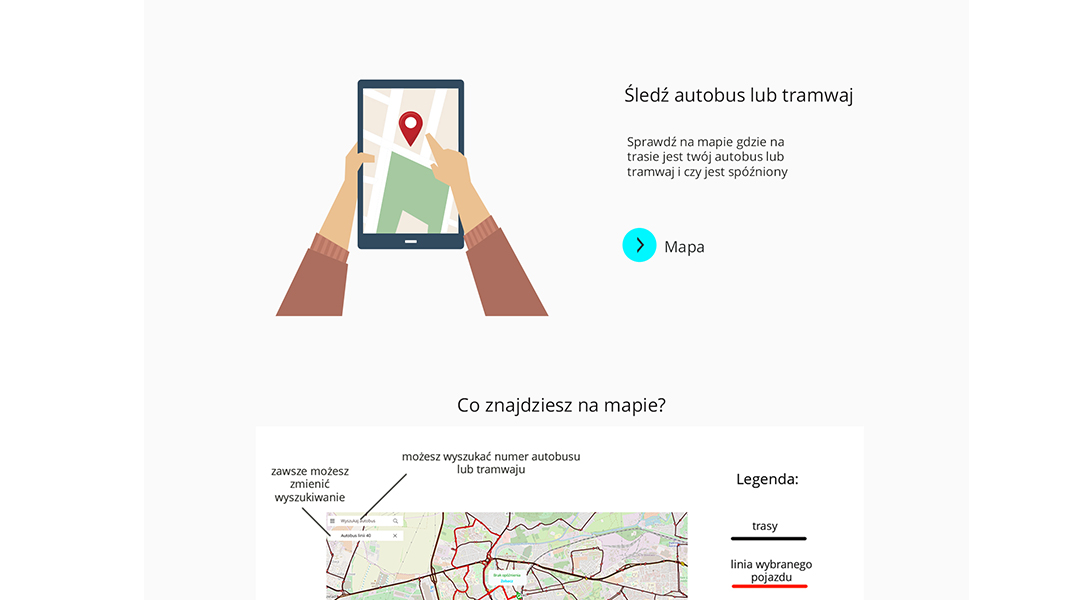 Śledź autobus lub tramwaj
Sprawdź na mapie gdzie na
trasie jest twój autobus lub
tramwaj i czy jest spóźniony
Mapa
Co znajdziesz na mapie?
możesz wyszukać numer autobusu
lub tramwaju
zawsze możesz
zmienić
wyszukiwanie
Wyszukaj autobus
Autobus linii 40
Brak opóźnienia
Legenda:
trasy
linia wybranego
pojazdu